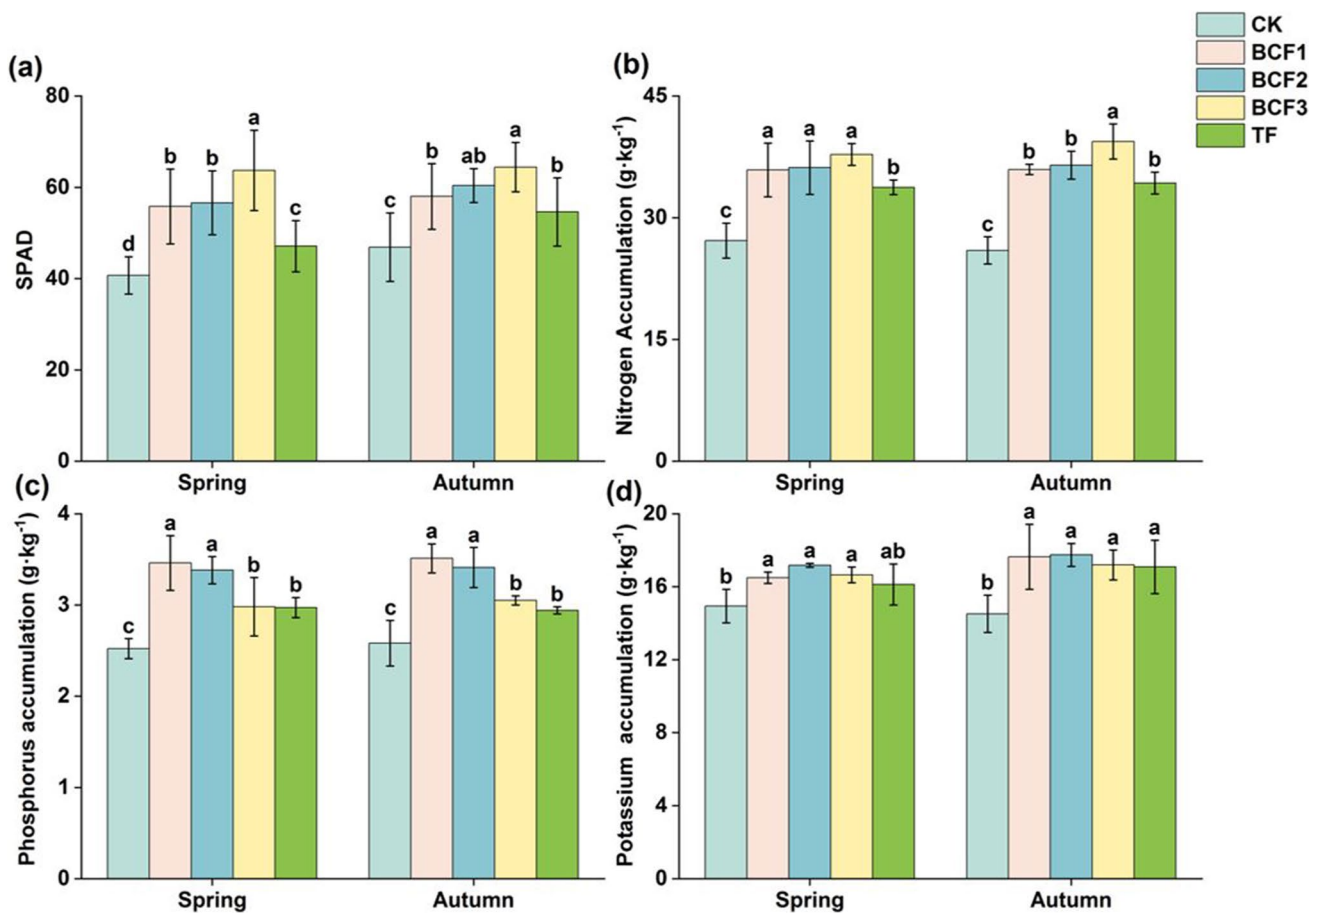 CK
BCF1
BCF2
BCF3
TF
(a)
80
60
40
20
0
SPAD
d
b
b
a
c
c
b
ab
a
b
Spring
Autumn
(b)
45
30
15
0
Nitrogen Accumulation (g·kg⁻¹)
c
a
a
a
b
c
b
b
a
b
Spring
Autumn
(c)
4
3
2
1
0
Phosphorus accumulation (g·kg⁻¹)
c
a
a
b
b
c
a
a
b
b
Spring
Autumn
(d)
20
16
12
8
4
0
Potassium accumulation (g·kg⁻¹)
b
a
a
a
ab
b
a
a
a
a
Spring
Autumn